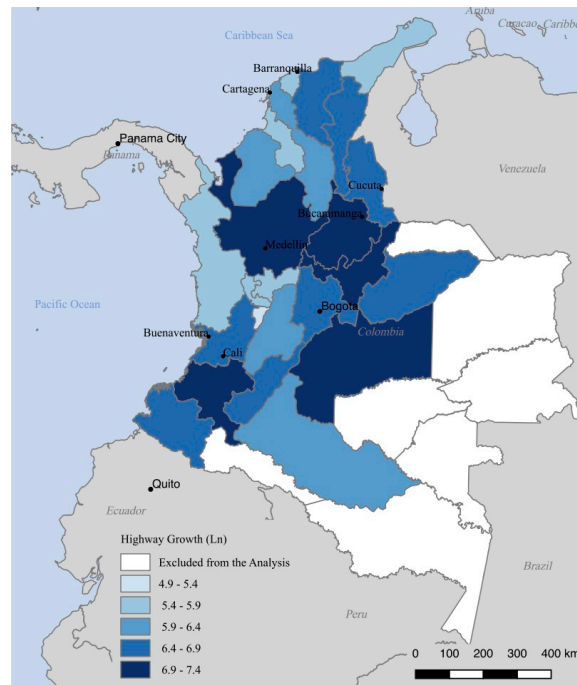 Aruba
Curacao
Caribb
Caribbean Sea
Barranquilla
Cartagena
Panama City
Panama
Venezuela
Cucuta
Bucaramanga
Medellin
Pacific Ocean
Bogota
Colombia
Buenaventura
Cali
Quito
Ecuador
Highway Growth (Ln)
Excluded from the Analysis
4.9 - 5.4
5.4 - 5.9
5.9 - 6.4
6.4 - 6.9
6.9 - 7.4
Brazil
Peru
0 100 200 300 400 km